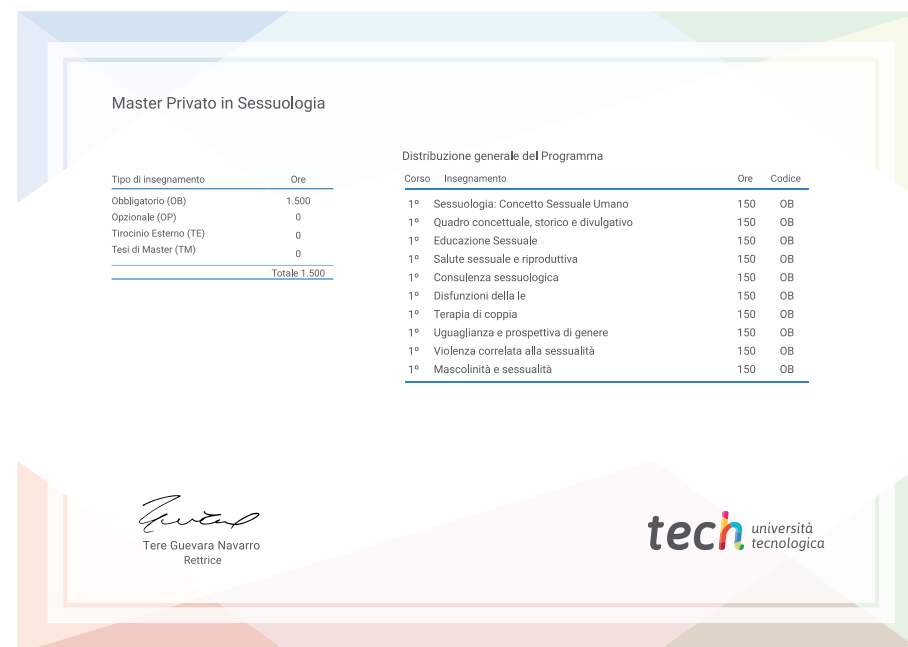 Master Privato in Sessuologia
Tipo di insegnamento Ore
Obbligatorio (OB) 1.500
Opzionale (OP) 0
Tirocinio Esterno (TE) 0
Tesi di Master (TM) 0
Totale 1.500
Distribuzione generale del Programma
Corso Insegnamento Ore Codice
1º Sessuologia: Concetto Sessuale Umano 150 OB
1º Quadro concettuale, storico e divulgativo 150 OB
1º Educazione Sessuale 150 OB
1º Salute sessuale e riproduttiva 150 OB
1º Consulenza sessuologica 150 OB
1º Disfunzioni della le 150 OB
1º Terapia di coppia 150 OB
1º Uguaglianza e prospettiva di genere 150 OB
1º Violenza correlata alla sessualità 150 OB
1º Mascolinità e sessualità 150 OB
Tere Guevara Navarro
Rettrice
tech università
tecnologica